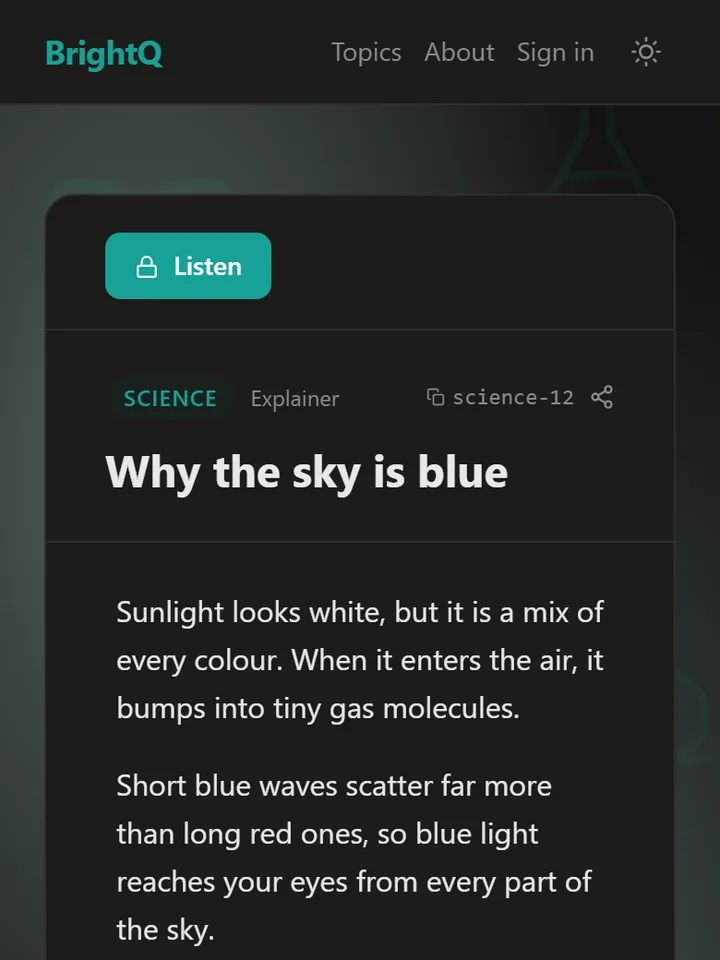 BrightQ
Topics About Sign in
Listen
SCIENCE Explainer science-12
Why the sky is blue
Sunlight looks white, but it is a mix of
every colour. When it enters the air, it
bumps into tiny gas molecules.
Short blue waves scatter far more
than long red ones, so blue light
reaches your eyes from every part of
the sky.